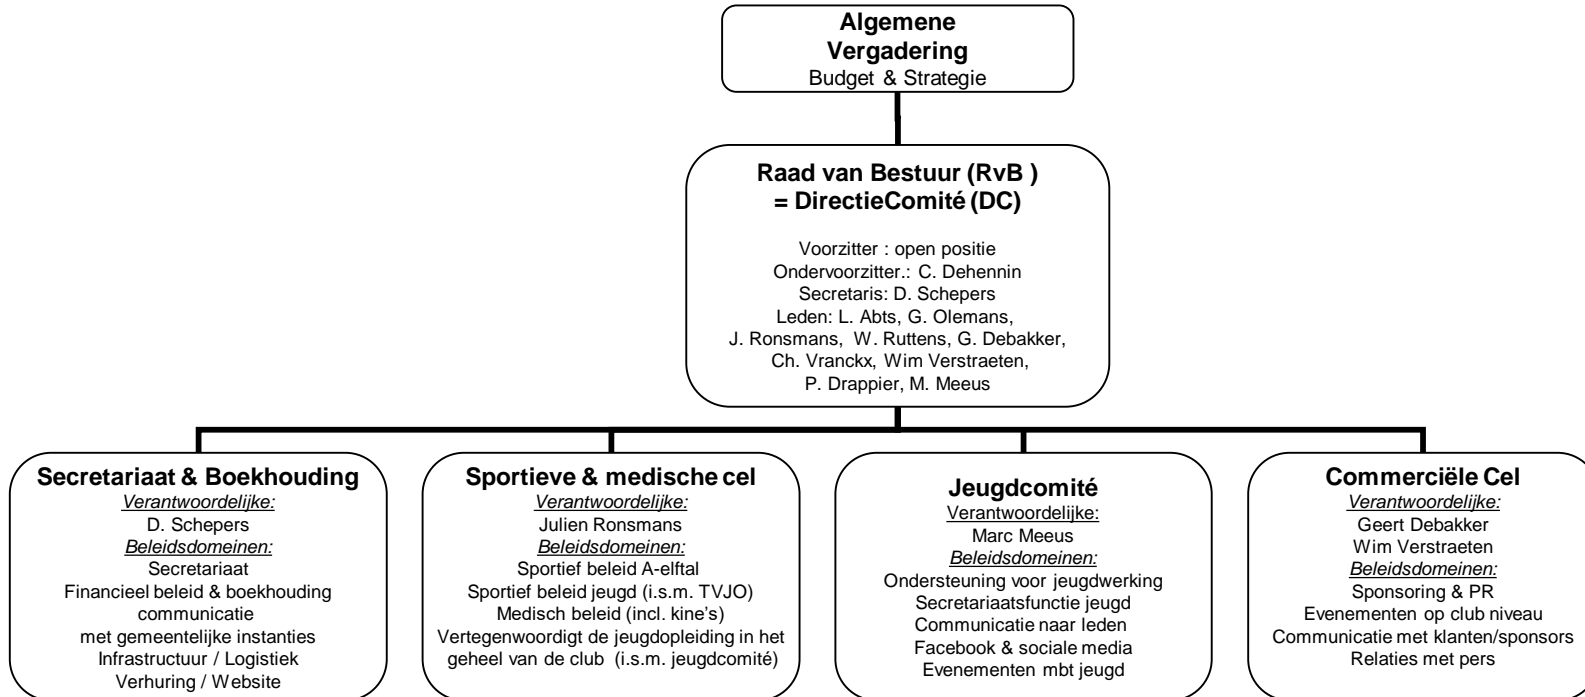 Algemene
Vergadering
Budget & Strategie
Raad van Bestuur (RvB )
= DirectieComité (DC)
Voorzitter : open positie
Ondervoorzitter.: C. Dehennin
Secretaris: D. Schepers
Leden: L. Abts, G. Olemans,
J. Ronsmans, W. Ruttens, G. Debakker,
Ch. Vranckx, Wim Verstraeten,
P. Drappier, M. Meeus
Secretariaat & Boekhouding
Verantwoordelijke:
D. Schepers
Beleidsdomeinen:
Secretariaat
Financieel beleid & boekhouding
communicatie
met gemeentelijke instanties
Infrastructuur / Logistiek
Verhuring / Website
Sportieve & medische cel
Verantwoordelijke:
Julien Ronsmans
Beleidsdomeinen:
Sportief beleid A-elftal
Sportief beleid jeugd (i.s.m. TVJO)
Medisch beleid (incl. kine's)
Vertegenwoordigt de jeugdopleiding in het
geheel van de club (i.s.m. jeugdcomité)
Jeugdcomité
Verantwoordelijke:
Marc Meeus
Beleidsdomeinen:
Ondersteuning voor jeugdwerking
Secretariaatsfunctie jeugd
Communicatie naar leden
Facebook & sociale media
Evenementen mbt jeugd
Commerciële Cel
Verantwoordelijke:
Geert Debakker
Wim Verstraeten
Beleidsdomeinen:
Sponsoring & PR
Evenementen op club niveau
Communicatie met klanten/sponsors
Relaties met pers